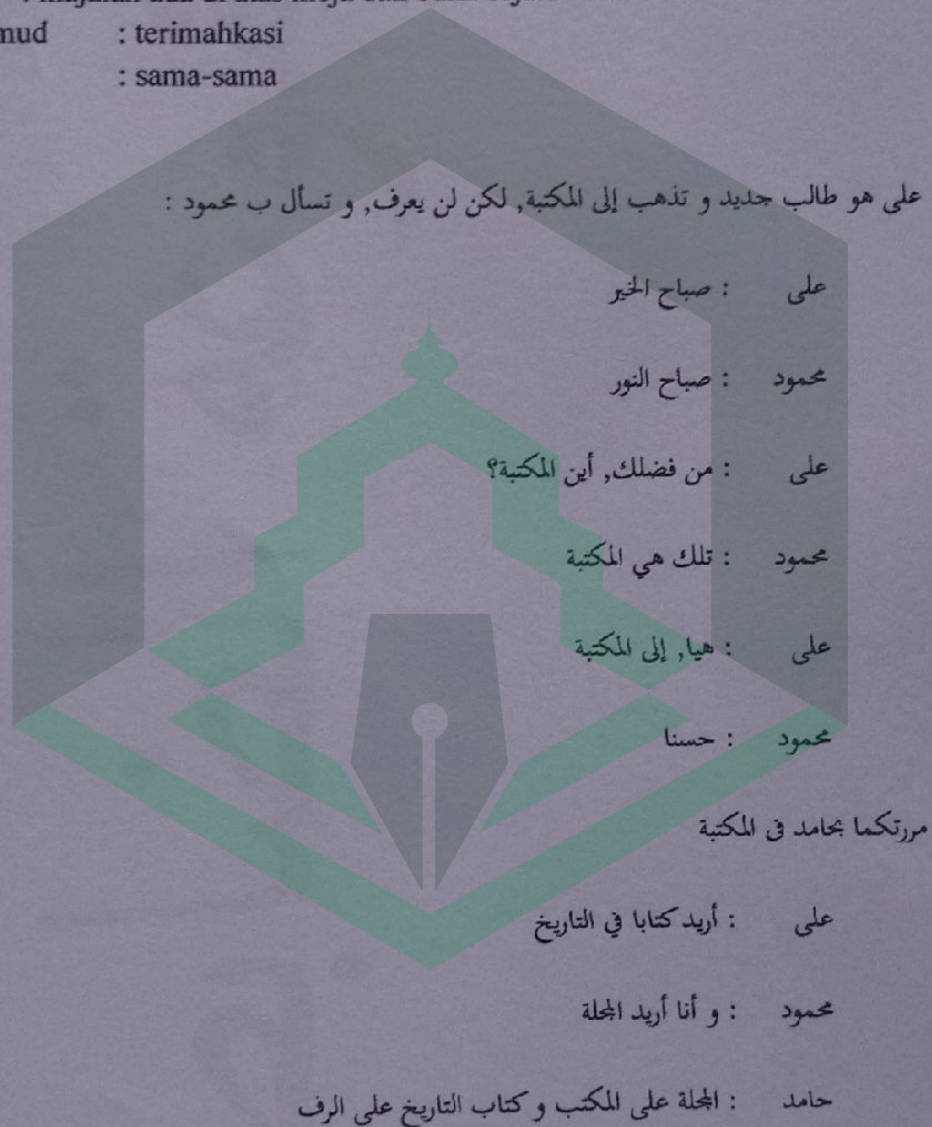 mud : terimahkasi
: sama-sama
على هو طالب جديد و تذهب إلى المكتبة, لكن لن يعرف, و تسأل ب محمود :
على : صباح الخير
محمود : صباح النور
على : من فضلك, أين المكتبة؟
محمود : تلك هي المكتبة
على : هيا, إلى المكتبة
محمود : حسنا
مررتكما بحامد فى المكتبة
على : أريد كتابا في التاريخ
محمود : و أنا أريد المجلة
حامد : المجلة على المكتب و كتاب التاريخ على الرف